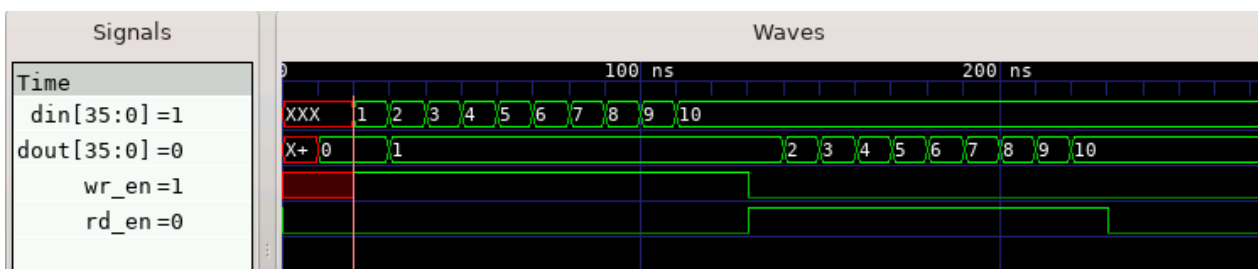 Signals Waves
Time 0 100 ns 200 ns
din[35:0] =1 XXX 1 2 3 4 5 6 7 8 9 10
dout[35:0] =0 X+ 0 1 2 3 4 5 6 7 8 9 10
wr_en =1
rd_en =0